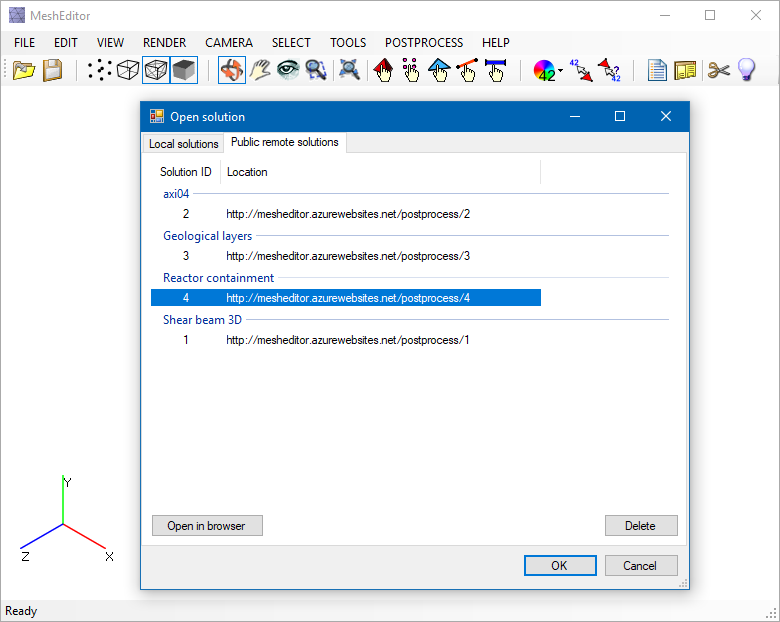 MeshEditor
FILE EDIT VIEW RENDER CAMERA SELECT TOOLS POSTPROCESS HELP
42 42 42 ?
Open solution
Local solutions Public remote solutions
Solution ID Location
axi04
2 http://mesheditor.azurewebsites.net/postprocess/2
Geological layers
3 http://mesheditor.azurewebsites.net/postprocess/3
Reactor containment
4 http://mesheditor.azurewebsites.net/postprocess/4
Shear beam 3D
1 http://mesheditor.azurewebsites.net/postprocess/1
Y
Z X
Open in browser Delete
OK Cancel
Ready